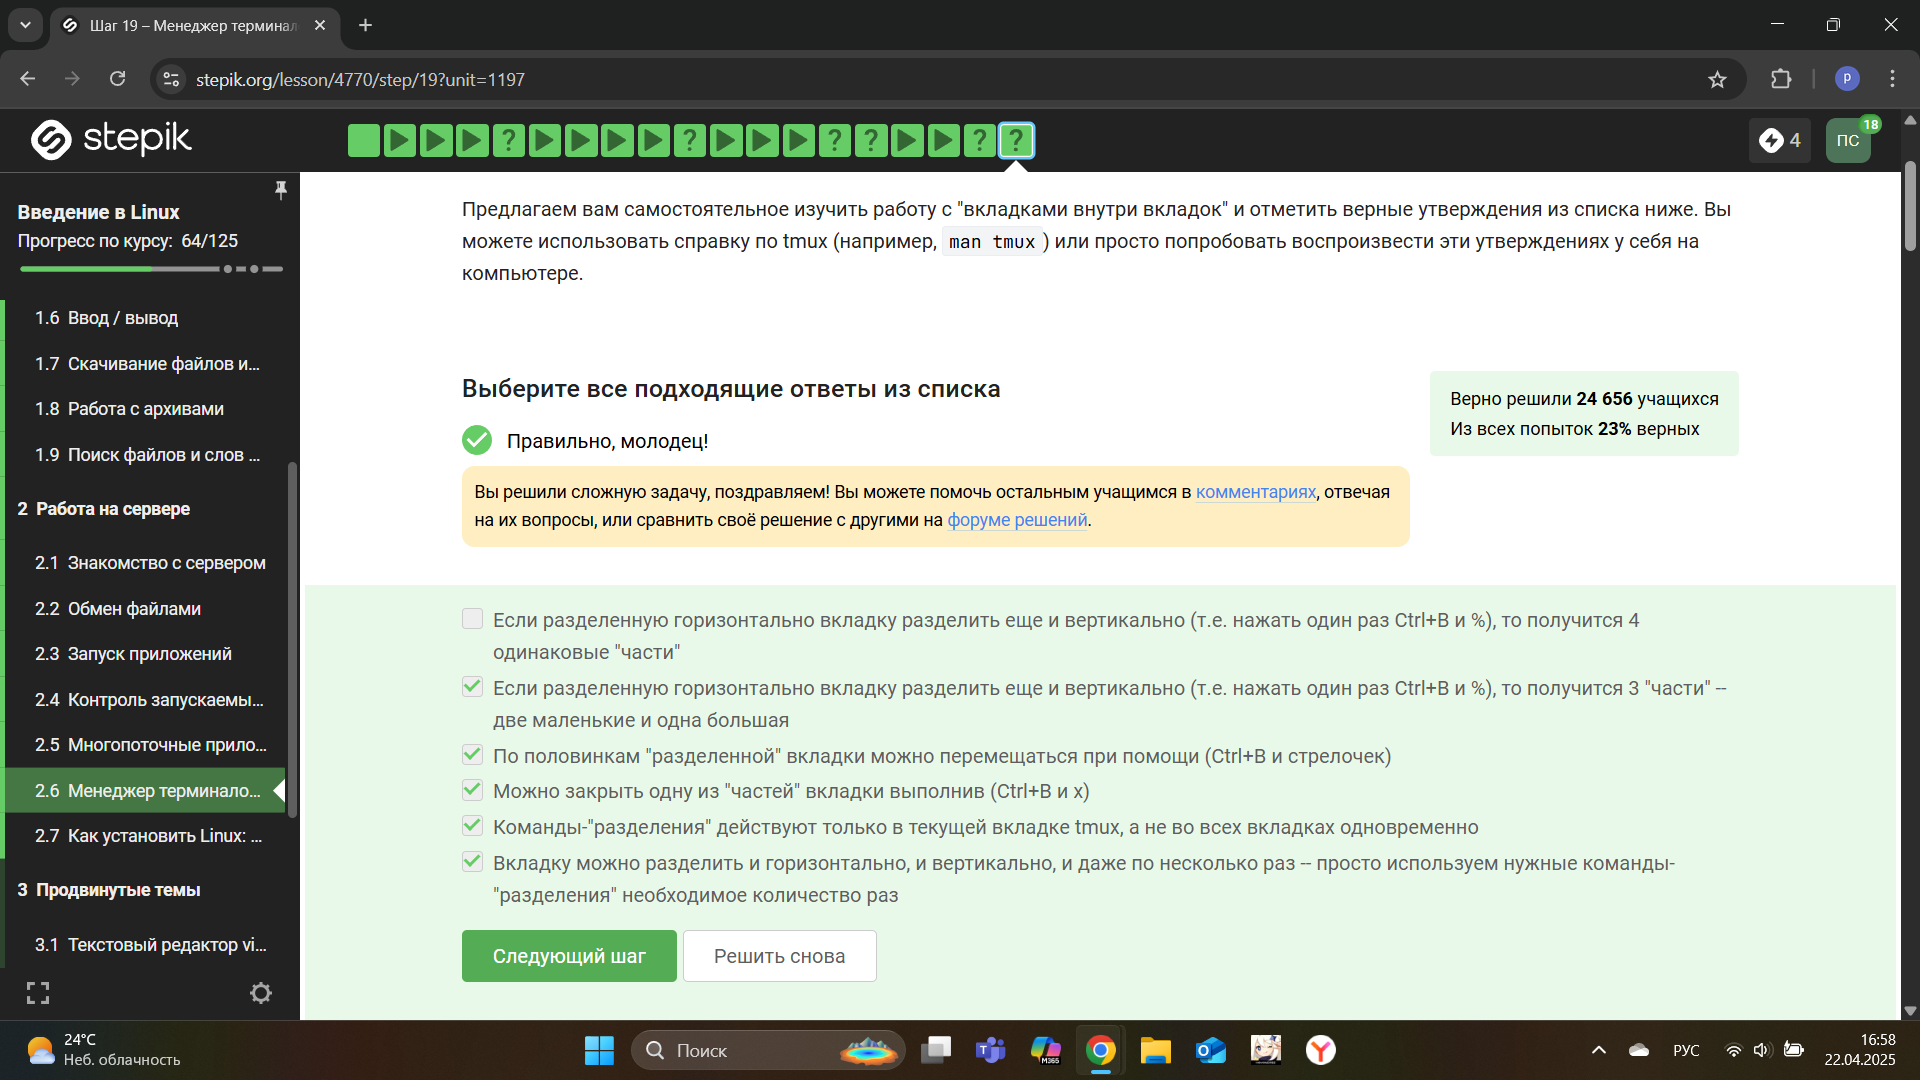 Шаг 19 – Менеджер терминал
stepik.org/lesson/4770/step/19?unit=1197
p
stepik
? ? ? ? ? ?
4
ПС
18
Введение в Linux
Прогресс по курсу: 64/125
1.6 Ввод / вывод
1.7 Скачивание файлов и...
1.8 Работа с архивами
1.9 Поиск файлов и слов ...
2 Работа на сервере
2.1 Знакомство с сервером
2.2 Обмен файлами
2.3 Запуск приложений
2.4 Контроль запускаемы...
2.5 Многопоточные прило...
2.6 Менеджер терминало...
2.7 Как установить Linux: ...
3 Продвинутые темы
3.1 Текстовый редактор vi...
Предлагаем вам самостоятельное изучить работу с "вкладками внутри вкладок" и отметить верные утверждения из списка ниже. Вы
можете использовать справку по tmux (например, man tmux ) или просто попробовать воспроизвести эти утверждениях у себя на
компьютере.
Выберите все подходящие ответы из списка
Верно решили 24 656 учащихся
Из всех попыток 23% верных
Правильно, молодец!
Вы решили сложную задачу, поздравляем! Вы можете помочь остальным учащимся в комментариях, отвечая
на их вопросы, или сравнить своё решение с другими на форуме решений.
Если разделенную горизонтально вкладку разделить еще и вертикально (т.е. нажать один раз Ctrl+B и %), то получится 4
одинаковые "части"
Если разделенную горизонтально вкладку разделить еще и вертикально (т.е. нажать один раз Ctrl+B и %), то получится 3 "части" --
две маленькие и одна большая
По половинкам "разделенной" вкладки можно перемещаться при помощи (Ctrl+B и стрелочек)
Можно закрыть одну из "частей" вкладки выполнив (Ctrl+B и x)
Команды-"разделения" действуют только в текущей вкладке tmux, а не во всех вкладках одновременно
Вкладку можно разделить и горизонтально, и вертикально, и даже по несколько раз -- просто используем нужные команды-
"разделения" необходимое количество раз
Следующий шаг
Решить снова
24°C
Неб. облачность
Поиск
M365
РУС
16:58
22.04.2025